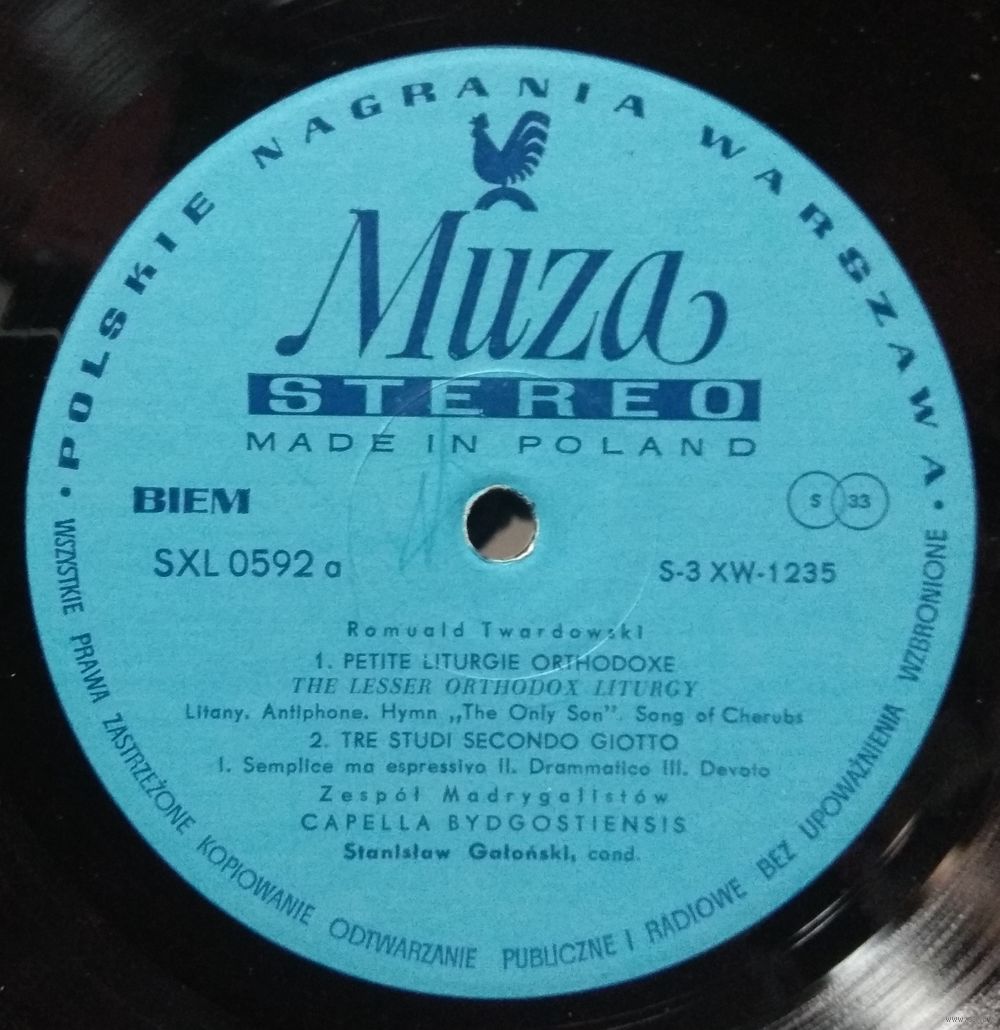 • POLSKIE NAGRANIA WARSZAWA •
Muza
STEREO
MADE IN POLAND
BIEM
S 33
SXL 0592 a
S-3 XW-1235
Romuald Twardowski
1. PETITE LITURGIE ORTHODOXE
THE LESSER ORTHODOX LITURGY
Litany. Antiphone. Hymn „The Only Son”. Song of Cherubs
2. TRE STUDI SECONDO GIOTTO
I. Semplice ma espressivo II. Drammatico III. Devoto
Zespół Madrygalistów
CAPELLA BYDGOSTIENSIS
Stanisław Gałoński, cond.
WSZYSTKIE PRAWA ZASTRZEŻONE KOPIOWANIE ODTWARZANIE PUBLICZNE I RADIOWE BEZ UPOWAŻNIENIA WZBRONIONE